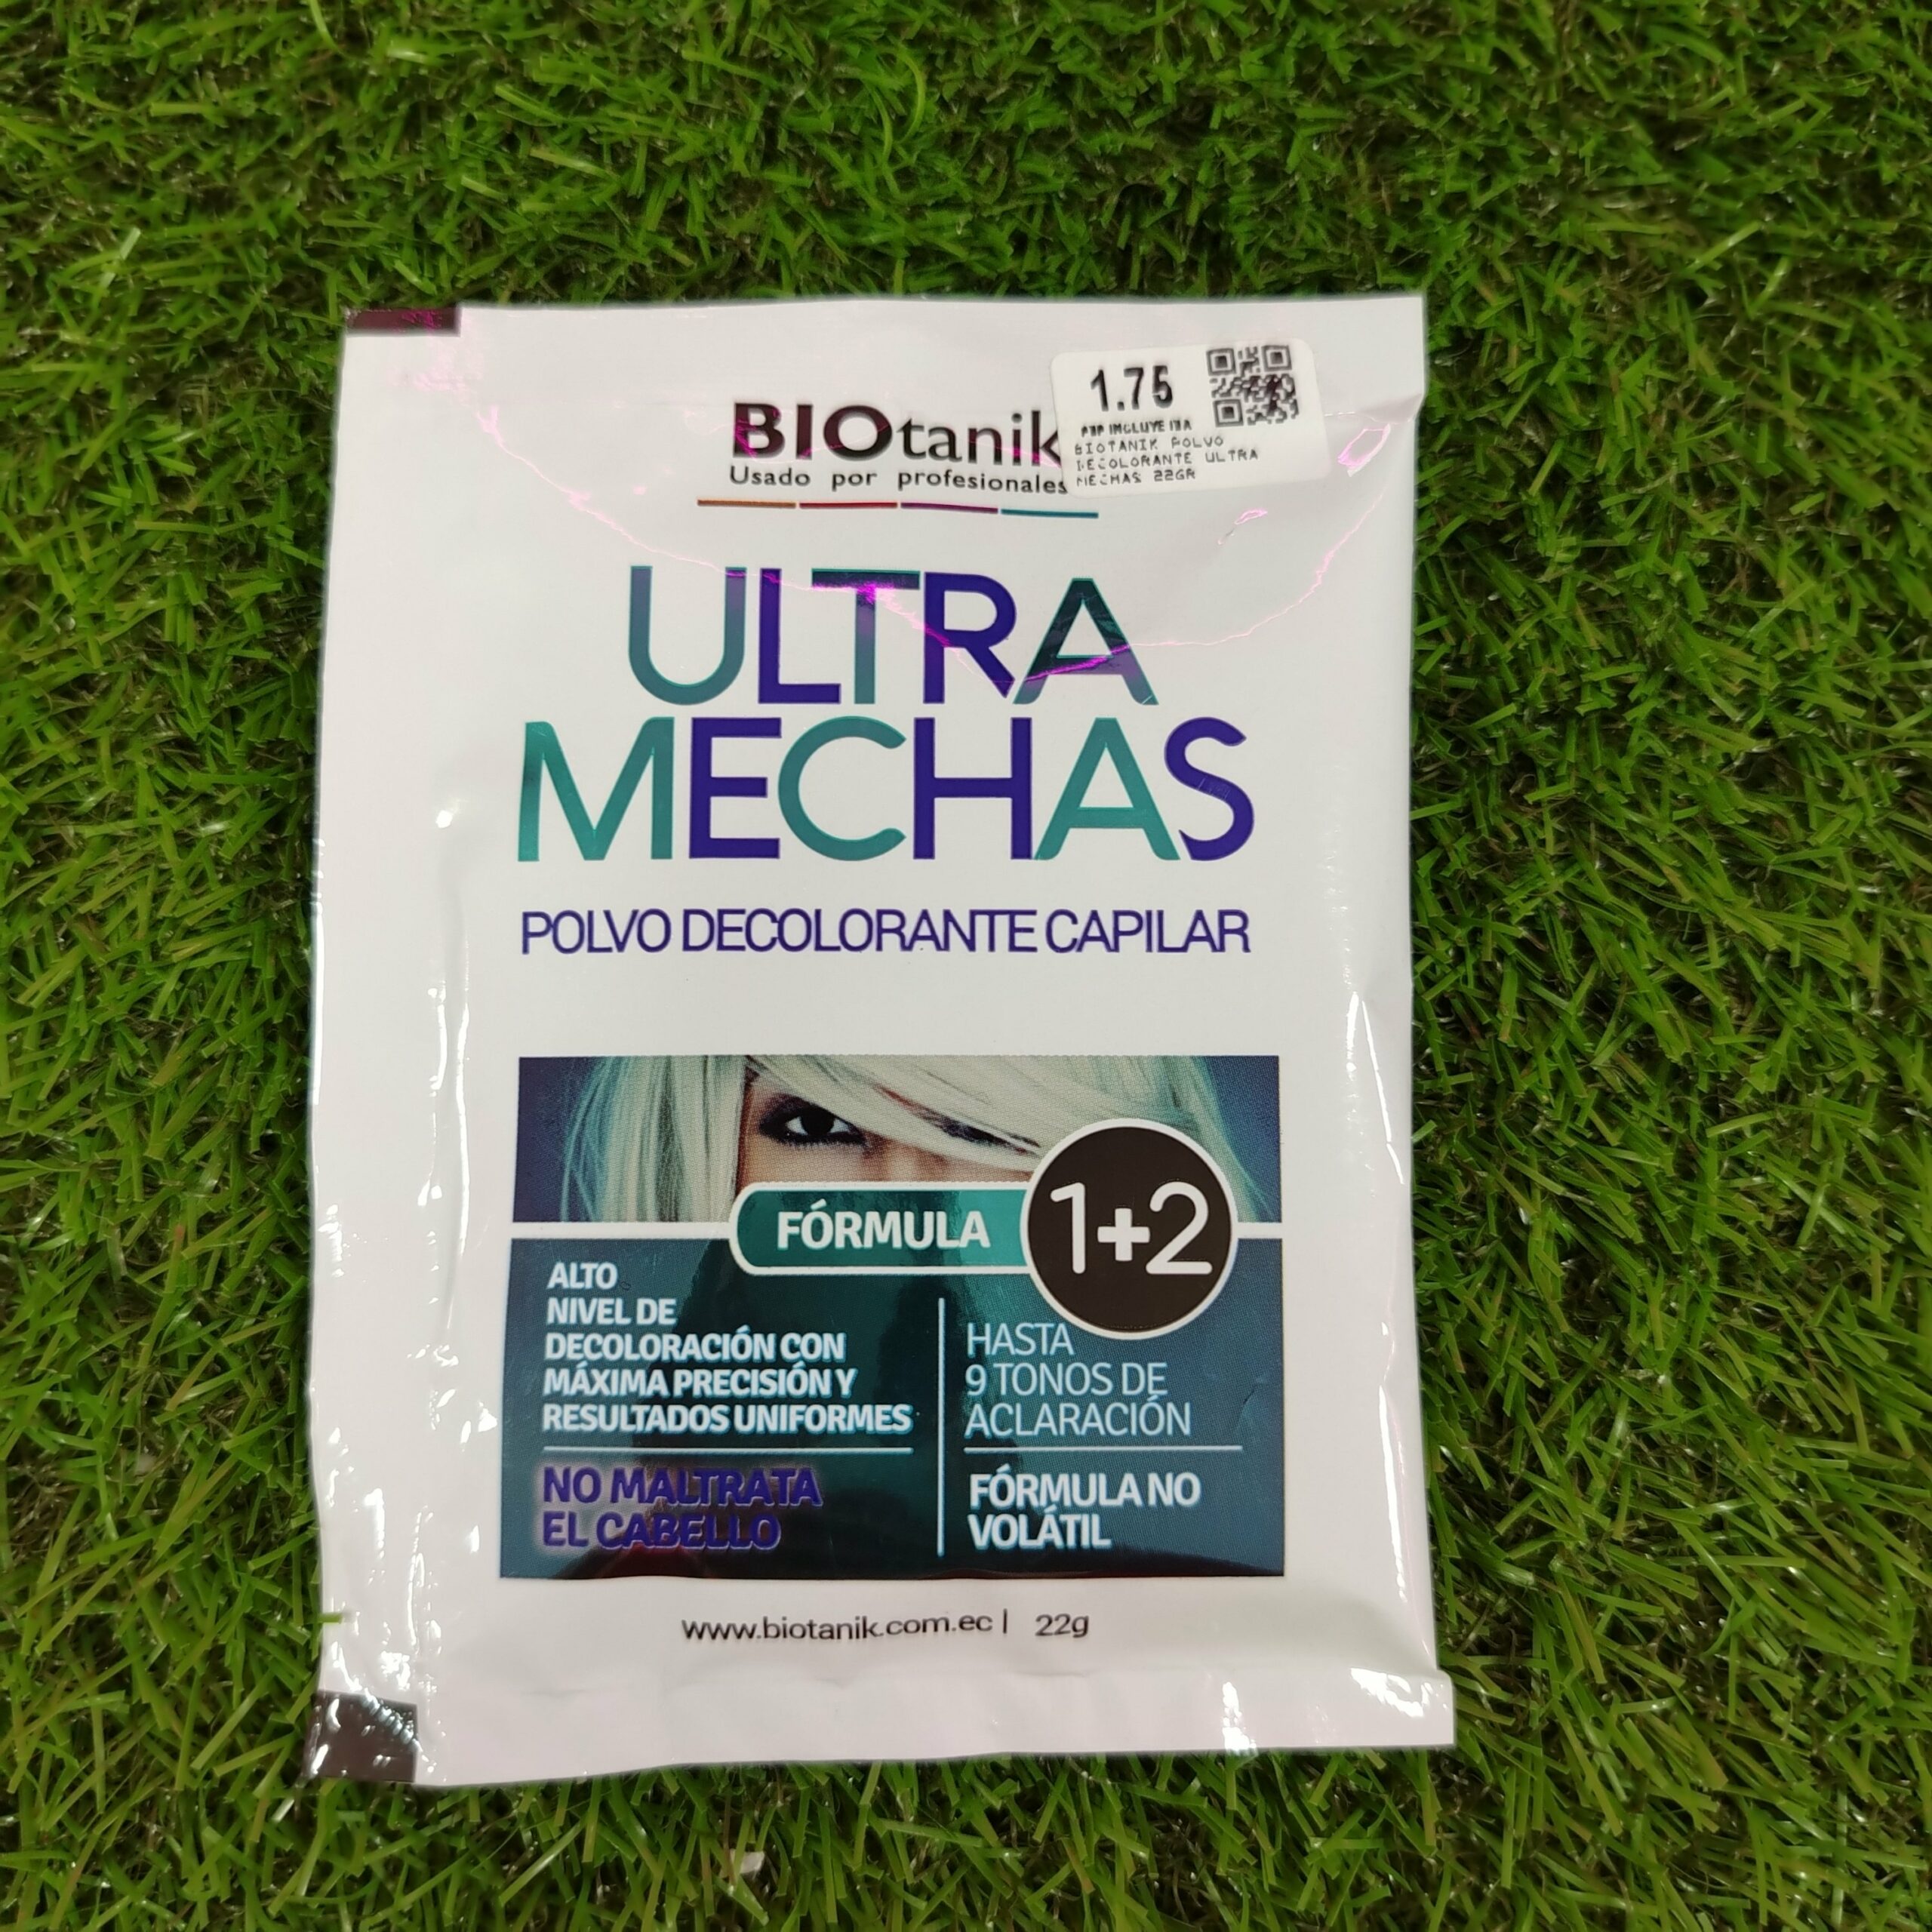 BIOtanik
Usado por profesionales
1.75
PVP INCLUYE IVA
BIOTANIK POLVO
DECOLORANTE ULTRA
MECHAS 22GR
ULTRA
MECHAS
POLVO DECOLORANTE CAPILAR
FÓRMULA 1+2
ALTO
NIVEL DE
DECOLORACIÓN CON
MÁXIMA PRECISIÓN Y
RESULTADOS UNIFORMES
NO MALTRATA
EL CABELLO
HASTA
9 TONOS DE
ACLARACIÓN
FÓRMULA NO
VOLÁTIL
www.biotanik.com.ec | 22g